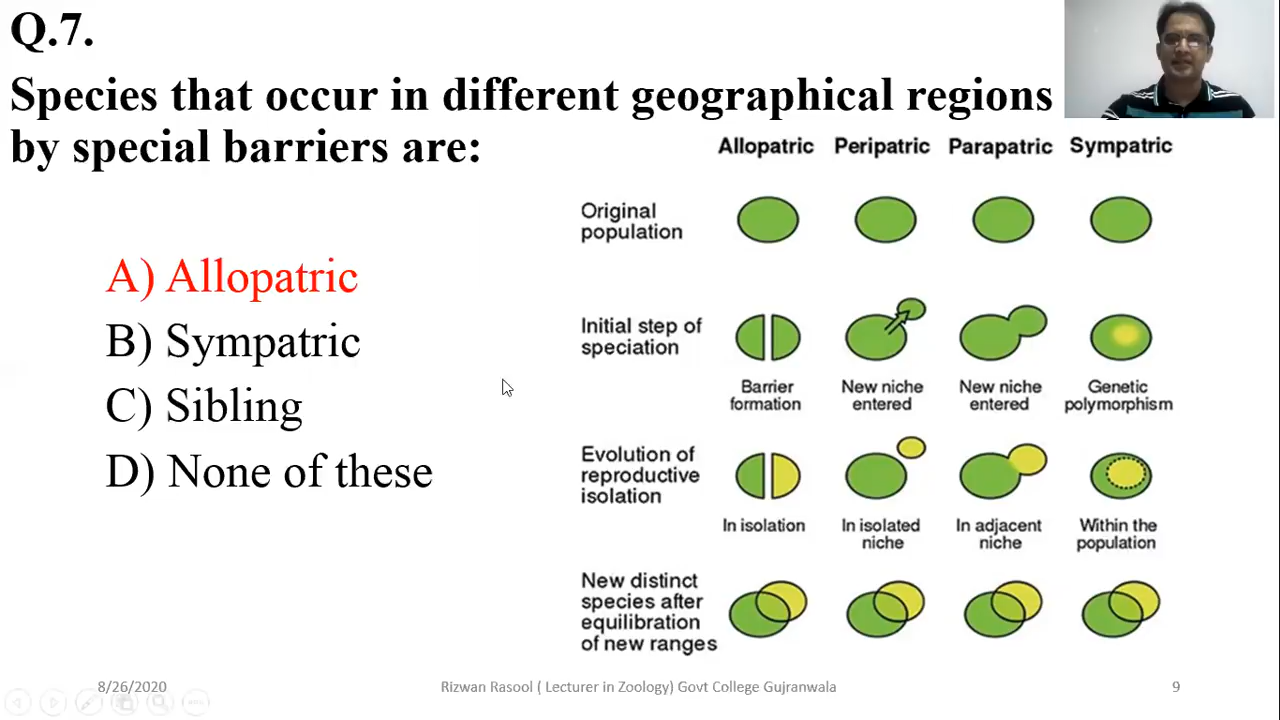 Q.7.
Species that occur in different geographical regions
by special barriers are:
A) Allopatric
B) Sympatric
C) Sibling
D) None of these
Allopatric Peripatric Parapatric Sympatric
Original
population
Initial step of
speciation
Barrier
formation
New niche
entered
New niche
entered
Genetic
polymorphism
Evolution of
reproductive
isolation
In isolation
In isolated
niche
In adjacent
niche
Within the
population
New distinct
species after
equilibration
of new ranges
8/26/2020
Rizwan Rasool ( Lecturer in Zoology) Govt College Gujranwala
9